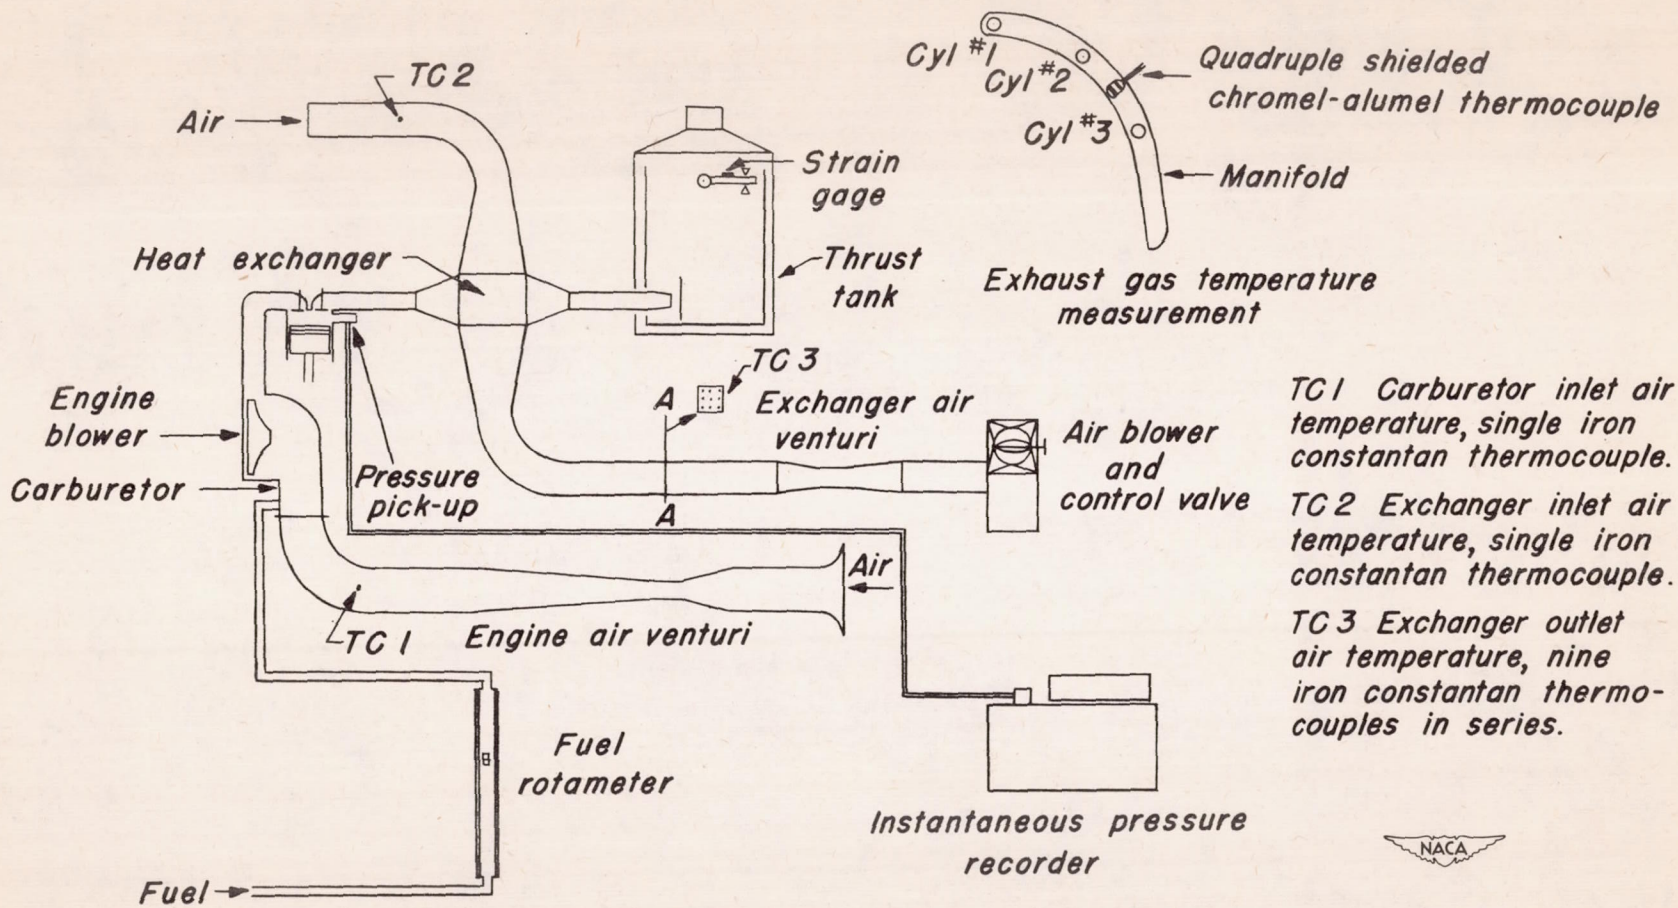 TC 2
Air
Cyl #1
Cyl #2
Cyl #3
Quadruple shielded
chromel-alumel thermocouple
Manifold
Exhaust gas temperature
measurement
Strain
gage
Thrust
tank
Heat exchanger
Engine
blower
Carburetor
Pressure
pick-up
TC 3
A
A
Exchanger air
venturi
Air blower
and
control valve
Air
TC 1
Engine air venturi
Fuel
rotameter
Fuel
Instantaneous pressure
recorder
TC 1 Carburetor inlet air
temperature, single iron
constantan thermocouple.
TC 2 Exchanger inlet air
temperature, single iron
constantan thermocouple.
TC 3 Exchanger outlet
air temperature, nine
iron constantan thermo-
couples in series.
NACA